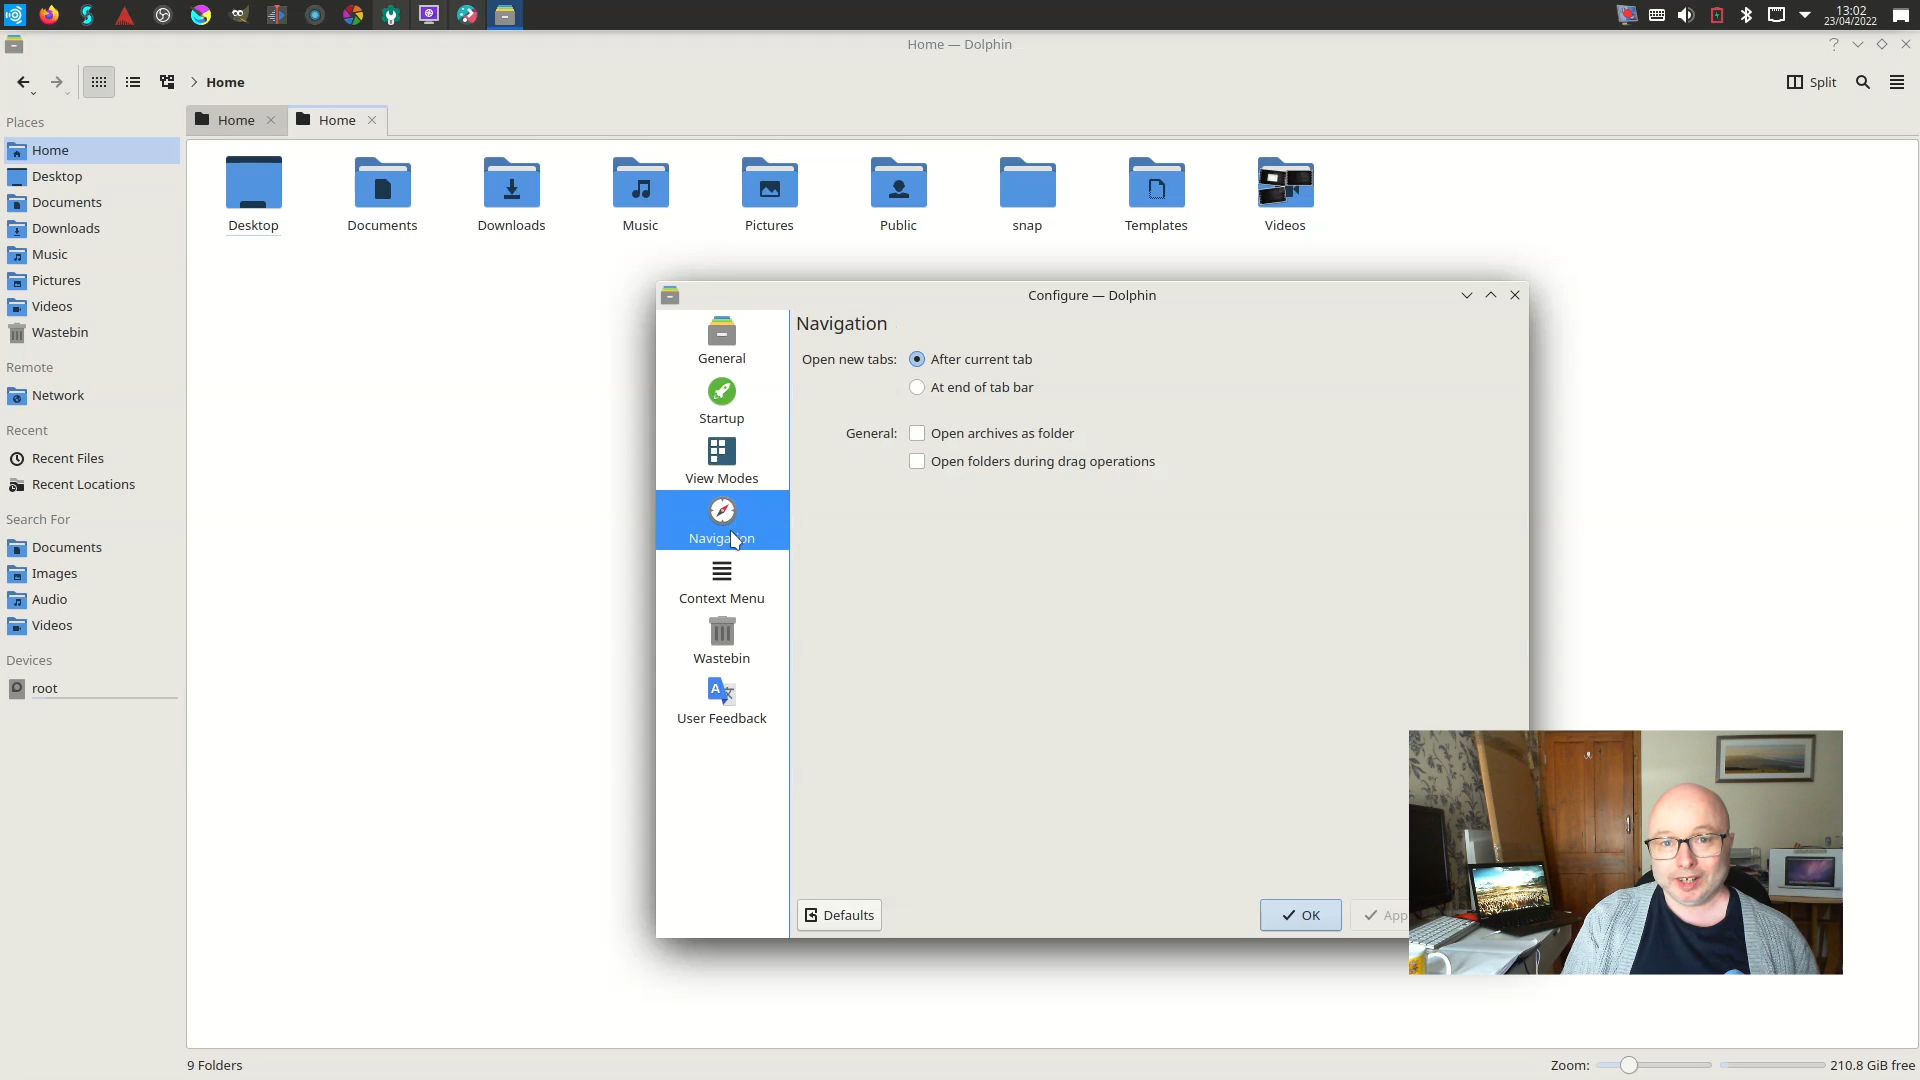 13:02
23/04/2022
Home — Dolphin
Home
Split
Places
Home
Desktop
Documents
Downloads
Music
Pictures
Videos
Wastebin
Remote
Network
Recent
Recent Files
Recent Locations
Search For
Documents
Images
Audio
Videos
Devices
root
Home
Home
Desktop
Documents
Downloads
Music
Pictures
Public
snap
Templates
Videos
Configure — Dolphin
General
Startup
View Modes
Navigation
Context Menu
Wastebin
User Feedback
Navigation
Open new tabs:
After current tab
At end of tab bar
General:
Open archives as folder
Open folders during drag operations
Defaults
OK
App
9 Folders
Zoom:
210.8 GiB free